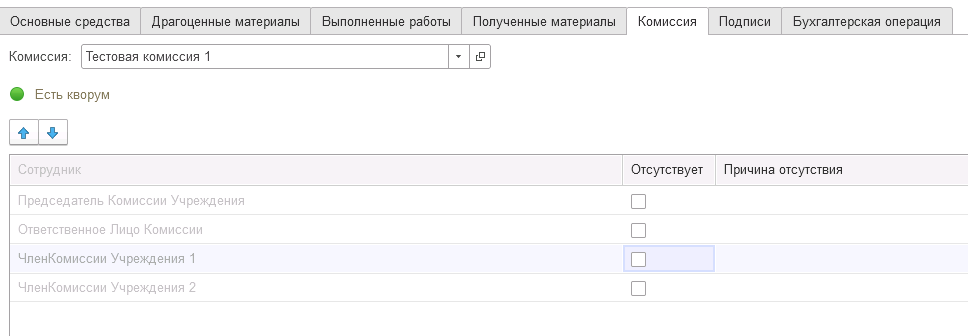 Основные средства Драгоценные материалы Выполненные работы Полученные материалы Комиссия Подписи Бухгалтерская операция
Комиссия: Тестовая комиссия 1
Есть кворум
Сотрудник Отсутствует Причина отсутствия
Председатель Комиссии Учреждения
Ответственное Лицо Комиссии
ЧленКомиссии Учреждения 1
ЧленКомиссии Учреждения 2